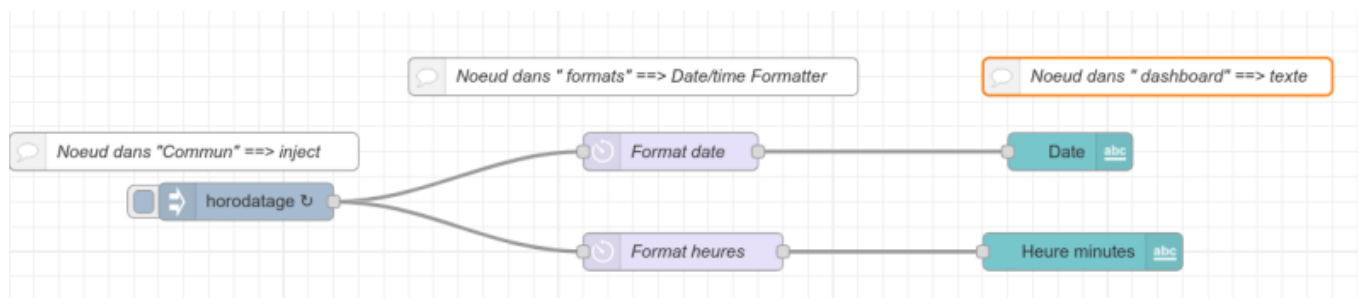 Noeud dans " formats" ==> Date/time Formatter
Noeud dans " dashboard" ==> texte
Noeud dans "Commun" ==> inject
Format date
Date abc
horodatage ↻
Format heures
Heure minutes abc